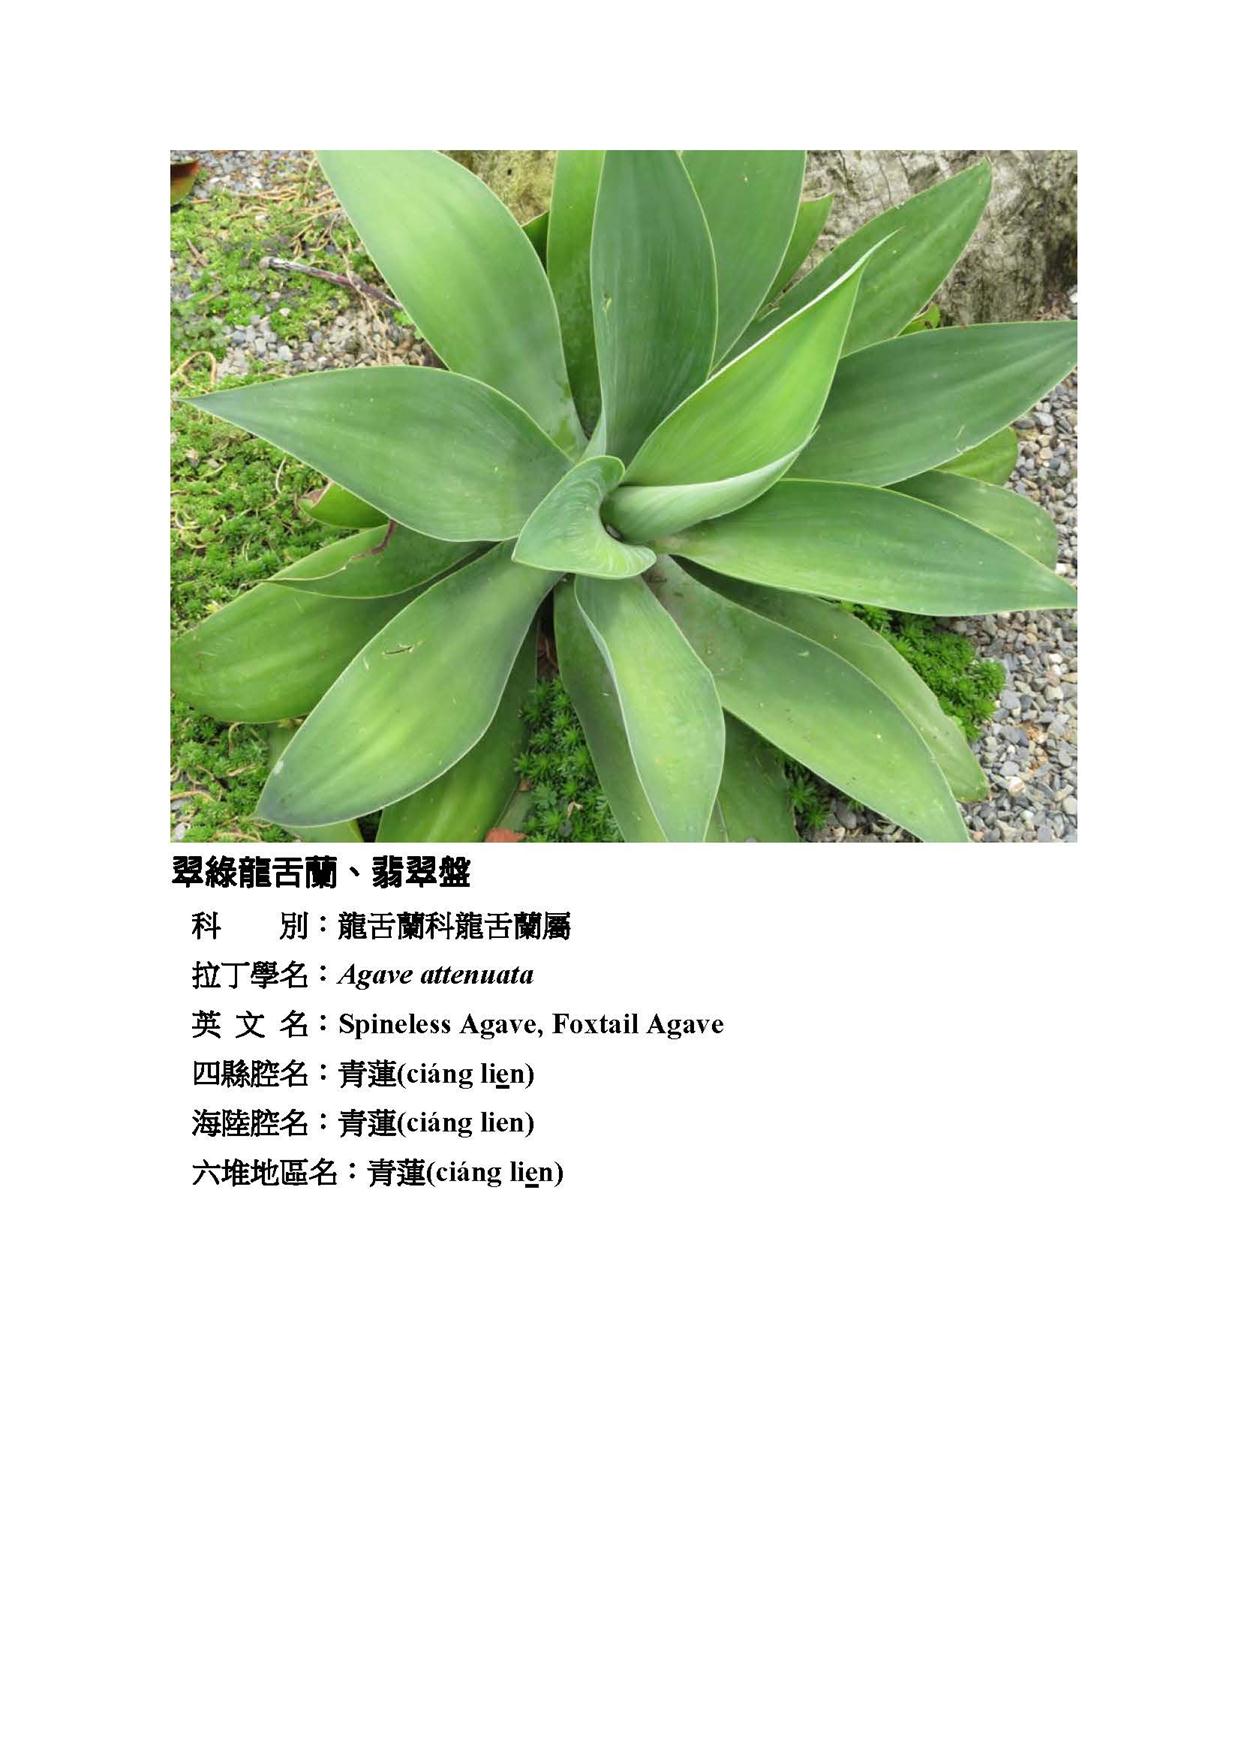 翠綠龍舌蘭、翡翠盤
科　　別：龍舌蘭科龍舌蘭屬
拉丁學名：Agave attenuata
英 文 名：Spineless Agave, Foxtail Agave
四縣腔名：青蓮(ciáng lien)
海陸腔名：青蓮(ciáng lien)
六堆地區名：青蓮(ciáng lien)